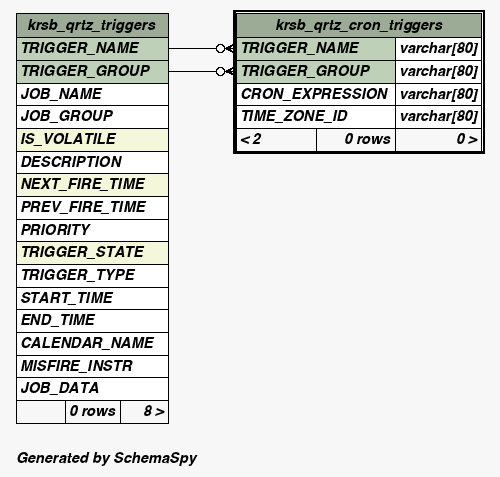 krsb_qrtz_triggers
TRIGGER_NAME
TRIGGER_GROUP
JOB_NAME
JOB_GROUP
IS_VOLATILE
DESCRIPTION
NEXT_FIRE_TIME
PREV_FIRE_TIME
PRIORITY
TRIGGER_STATE
TRIGGER_TYPE
START_TIME
END_TIME
CALENDAR_NAME
MISFIRE_INSTR
JOB_DATA
0 rows 8 >
krsb_qrtz_cron_triggers
TRIGGER_NAME varchar[80]
TRIGGER_GROUP varchar[80]
CRON_EXPRESSION varchar[80]
TIME_ZONE_ID varchar[80]
< 2 0 rows 0 >
Generated by SchemaSpy